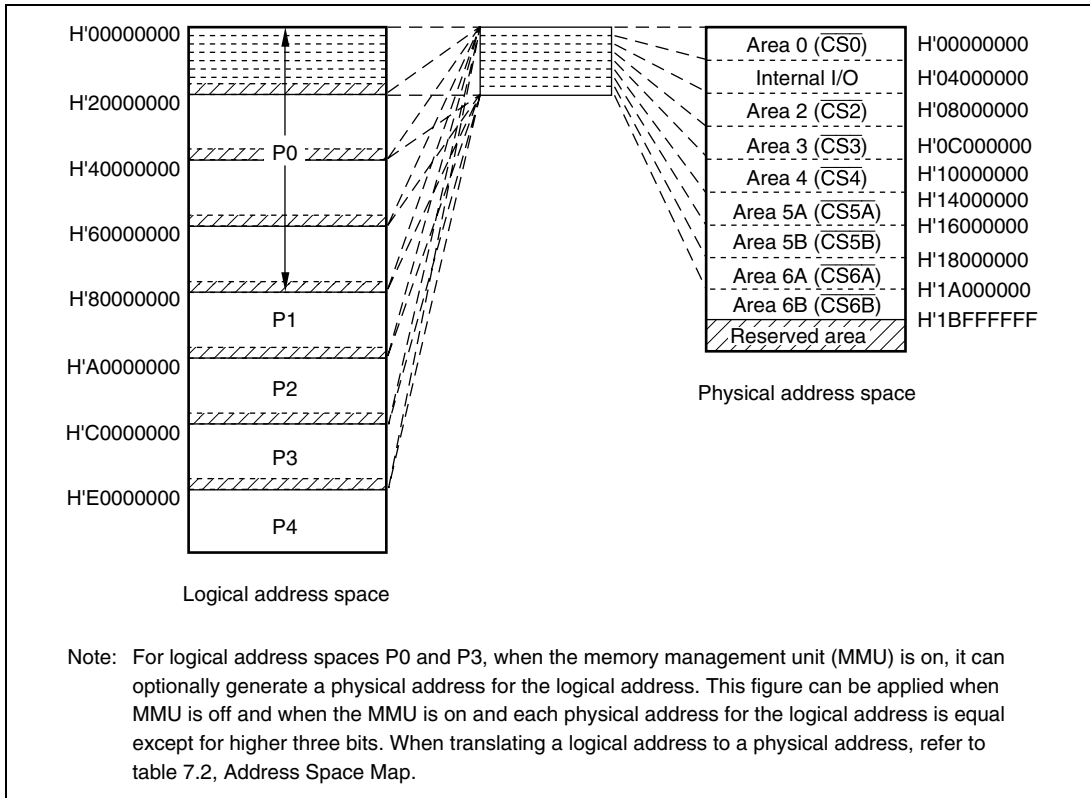 H'00000000
H'20000000
H'40000000
H'60000000
H'80000000
H'A0000000
H'C0000000
H'E0000000
P0
P1
P2
P3
P4
Logical address space
Area 0 (CS0)
Internal I/O
Area 2 (CS2)
Area 3 (CS3)
Area 4 (CS4)
Area 5A (CS5A)
Area 5B (CS5B)
Area 6A (CS6A)
Area 6B (CS6B)
Reserved area
H'00000000
H'04000000
H'08000000
H'0C000000
H'10000000
H'14000000
H'16000000
H'18000000
H'1A000000
H'1BFFFFFF
Physical address space
Note: For logical address spaces P0 and P3, when the memory management unit (MMU) is on, it can
optionally generate a physical address for the logical address. This figure can be applied when
MMU is off and when the MMU is on and each physical address for the logical address is equal
except for higher three bits. When translating a logical address to a physical address, refer to
table 7.2, Address Space Map.